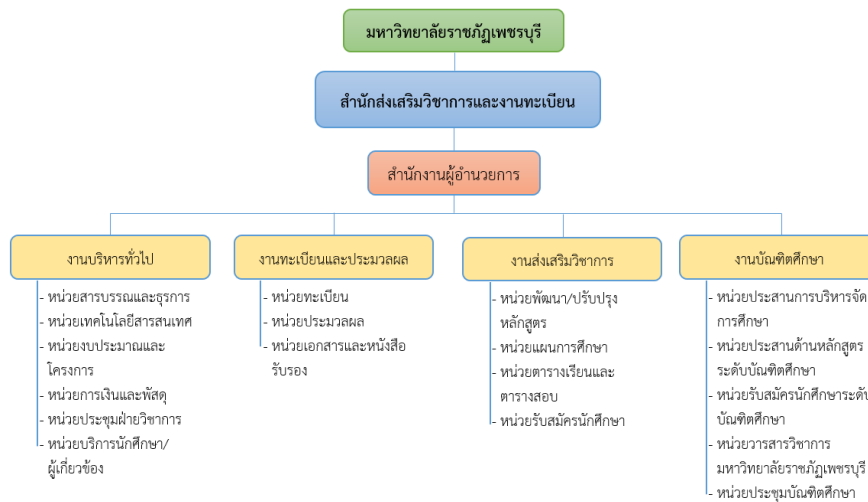 มหาวิทยาลัยราชภัฏเพชรบุรี
สำนักส่งเสริมวิชาการและงานทะเบียน
สำนักงานผู้อำนวยการ
งานบริหารทั่วไป
- หน่วยสารบรรณและธุรการ
- หน่วยเทคโนโลยีสารสนเทศ
- หน่วยงบประมาณและ
โครงการ
- หน่วยการเงินและพัสดุ
- หน่วยประชุมฝ่ายวิชาการ
- หน่วยบริการนักศึกษา/
ผู้เกี่ยวข้อง
งานทะเบียนและประมวลผล
- หน่วยทะเบียน
- หน่วยประมวลผล
- หน่วยเอกสารและหนังสือ
รับรอง
งานส่งเสริมวิชาการ
- หน่วยพัฒนา/ปรับปรุง
หลักสูตร
- หน่วยแผนการศึกษา
- หน่วยตารางเรียนและ
ตารางสอบ
- หน่วยรับสมัครนักศึกษา
งานบัณฑิตศึกษา
- หน่วยประสานการบริหารจัด
การศึกษา
- หน่วยประสานด้านหลักสูตร
ระดับบัณฑิตศึกษา
- หน่วยรับสมัครนักศึกษาระดับ
บัณฑิตศึกษา
- หน่วยวารสารวิชาการ
มหาวิทยาลัยราชภัฏเพชรบุรี
- หน่วยประชุมบัณฑิตศึกษา